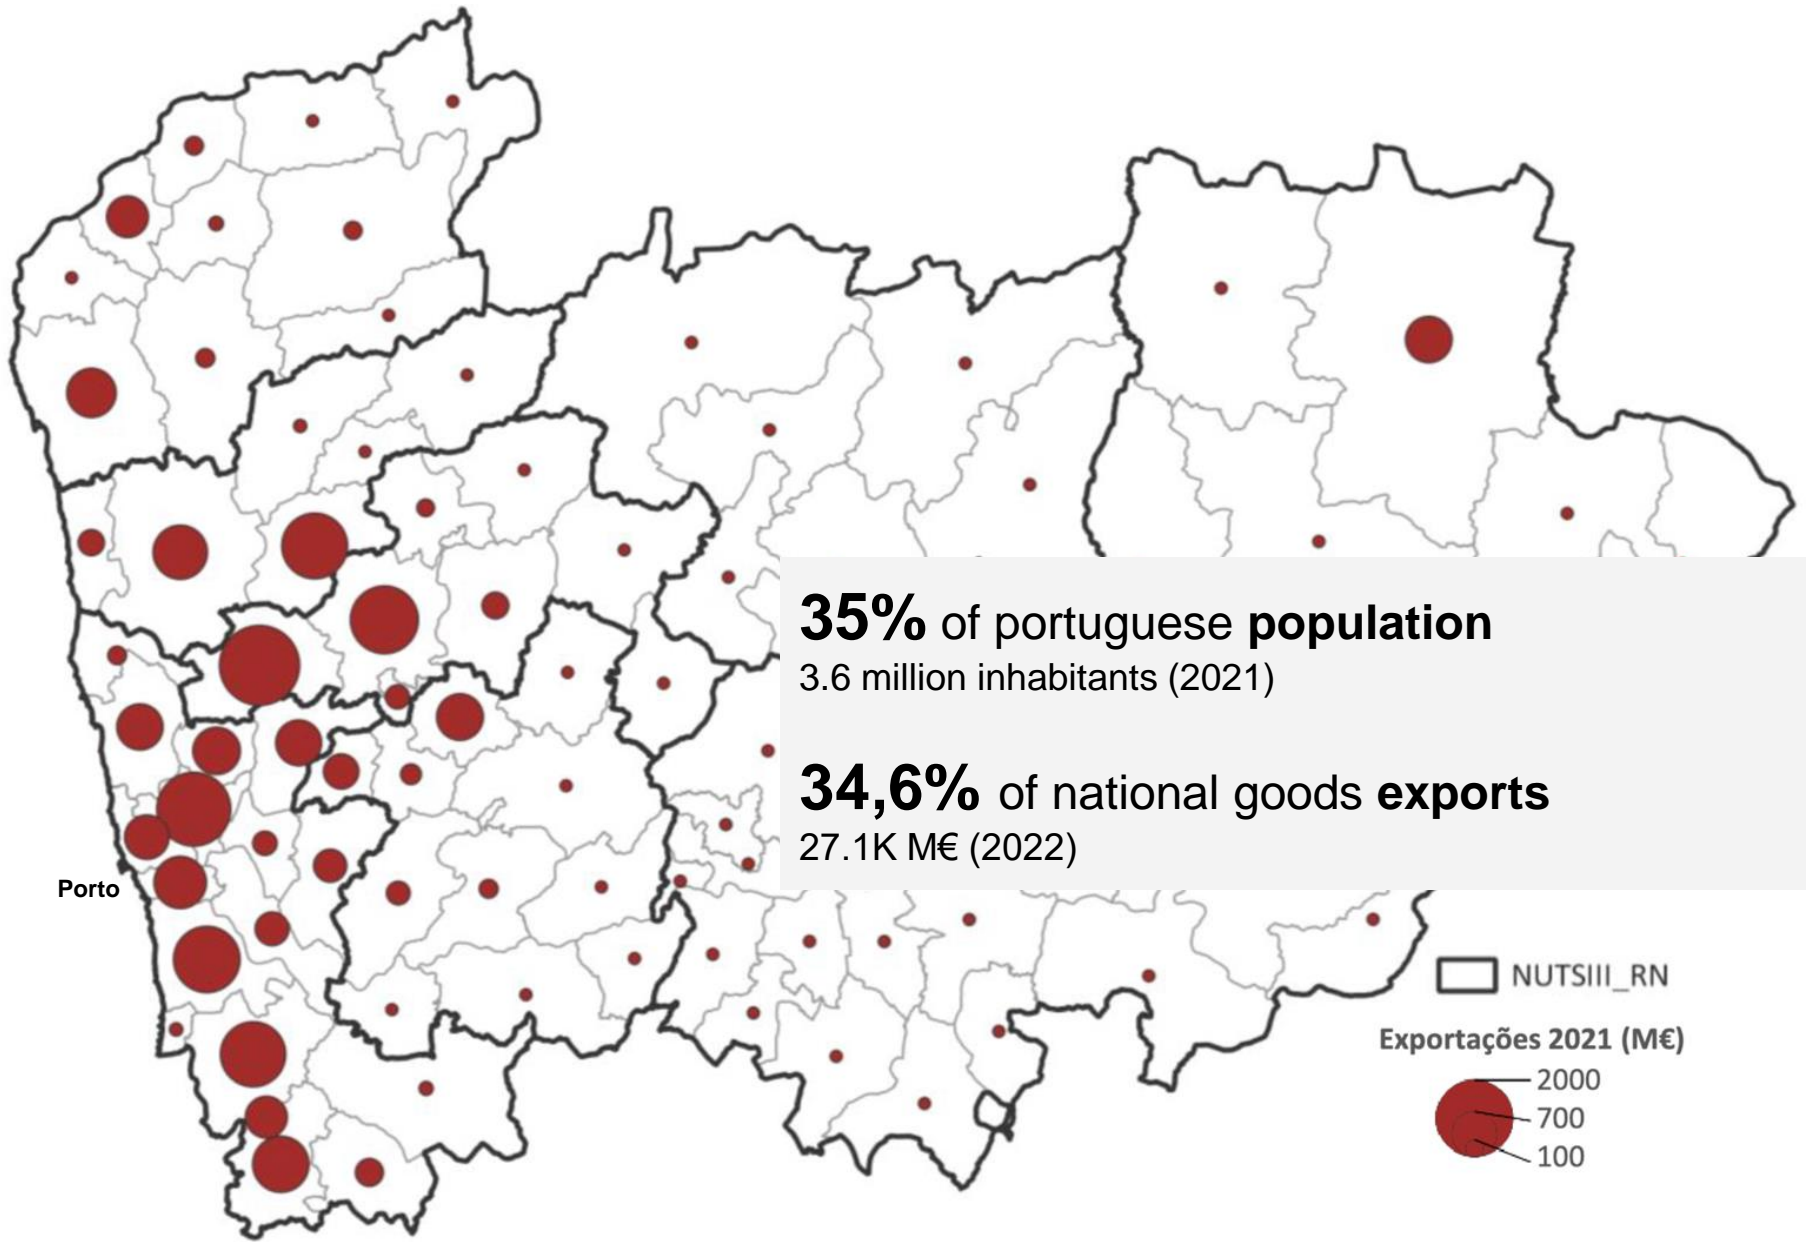 35% of portuguese population
3.6 million inhabitants (2021)
34,6% of national goods exports
27.1K M€ (2022)
Porto
NUTSIII_RN
Exportações 2021 (M€)
2000
700
100